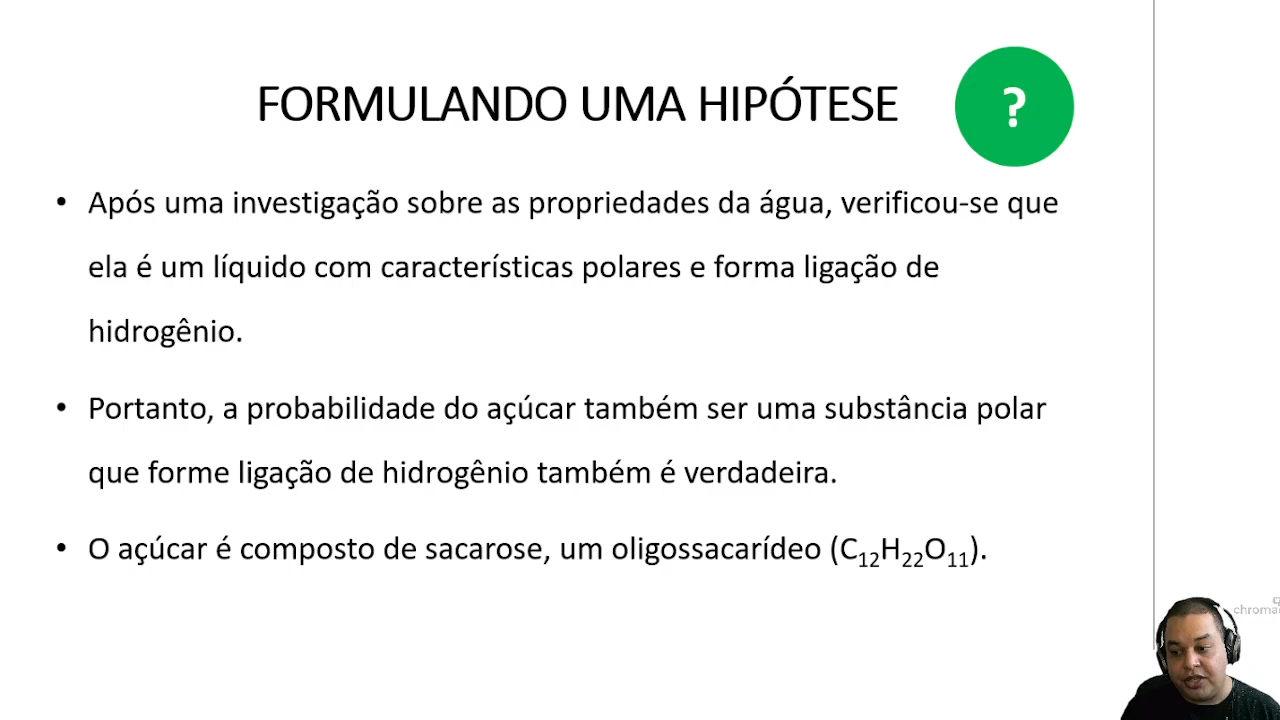 FORMULANDO UMA HIPÓTESE
?
• Após uma investigação sobre as propriedades da água, verificou-se que
ela é um líquido com características polares e forma ligação de
hidrogênio.
• Portanto, a probabilidade do açúcar também ser uma substância polar
que forme ligação de hidrogênio também é verdadeira.
• O açúcar é composto de sacarose, um oligossacarídeo (C₁₂H₂₂O₁₁).